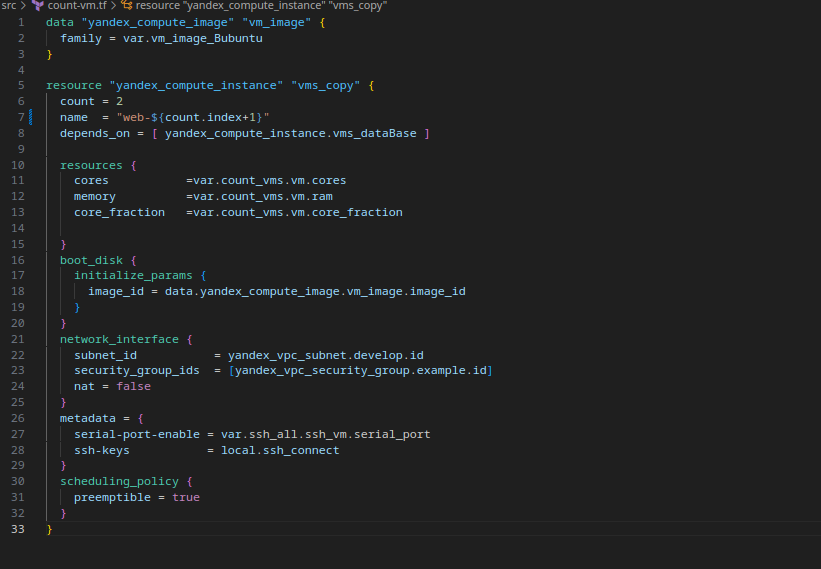 src > count-vm.tf > resource "yandex_compute_instance" "vms_copy"
1 data "yandex_compute_image" "vm_image" {
2   family = var.vm_image_Bubuntu
3 }
4
5 resource "yandex_compute_instance" "vms_copy" {
6   count = 2
7   name  = "web-${count.index+1}"
8   depends_on = [ yandex_compute_instance.vms_dataBase ]
9
10   resources {
11     cores           =var.count_vms.vm.cores
12     memory          =var.count_vms.vm.ram
13     core_fraction   =var.count_vms.vm.core_fraction
14
15   }
16   boot_disk {
17     initialize_params {
18       image_id = data.yandex_compute_image.vm_image.image_id
19     }
20   }
21   network_interface {
22     subnet_id           = yandex_vpc_subnet.develop.id
23     security_group_ids  = [yandex_vpc_security_group.example.id]
24     nat = false
25   }
26   metadata = {
27     serial-port-enable = var.ssh_all.ssh_vm.serial_port
28     ssh-keys           = local.ssh_connect
29   }
30   scheduling_policy {
31     preemptible = true
32   }
33 }